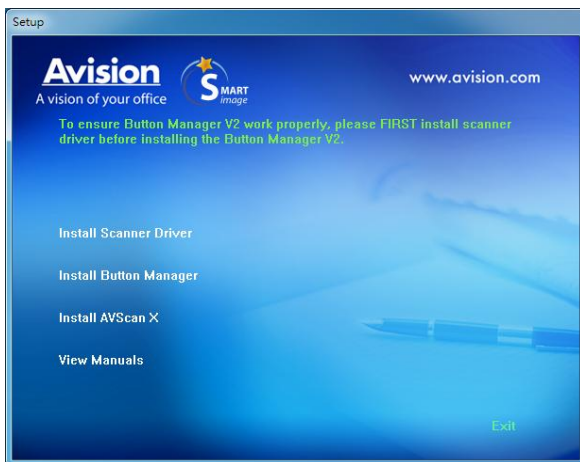 Setup
Avision
A vision of your office
SMART
image
www.avision.com
To ensure Button Manager V2 work properly, please FIRST install scanner
driver before installing the Button Manager V2.
Install Scanner Driver
Install Button Manager
Install AVScan X
View Manuals
Exit